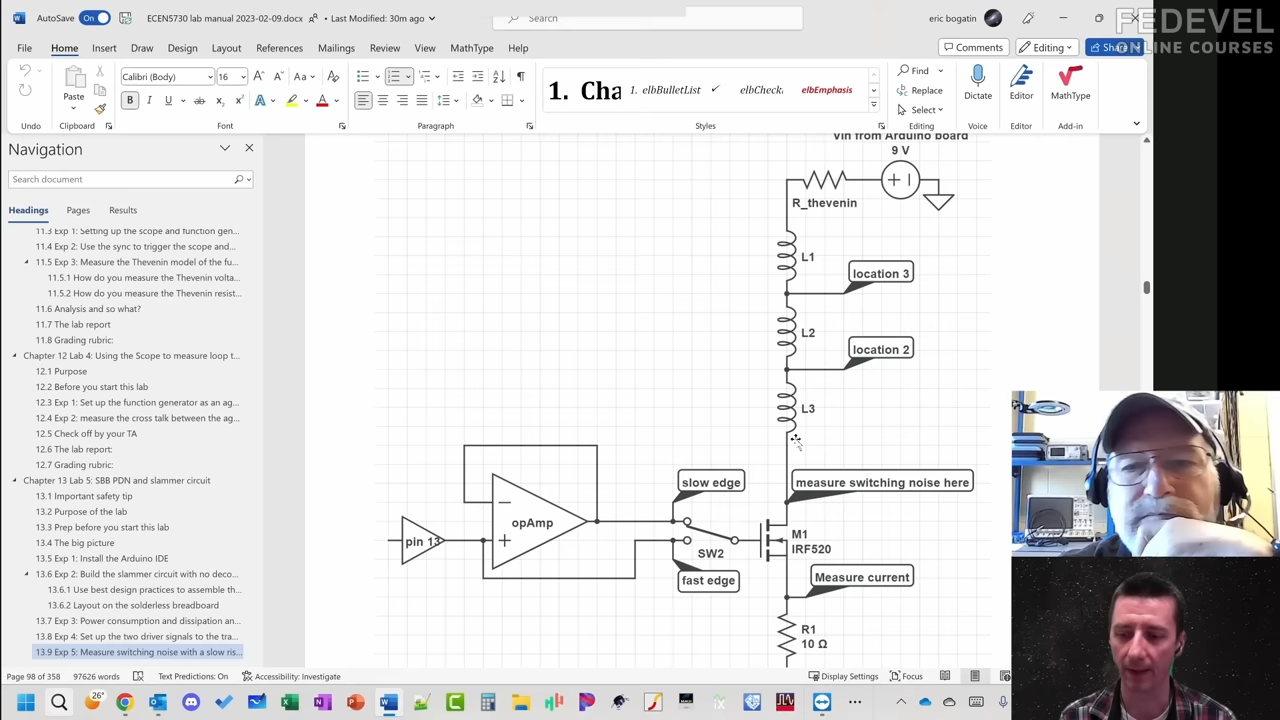 AutoSave
On
ECEN5730 lab manual 2023-02-09.docx
• Last Modified: 30m ago
Search
eric bogatin
FEDEVEL
ONLINE COURSES
File
Home
Insert
Draw
Design
Layout
References
Mailings
Review
View
MathType
Help
Comments
Editing
Share
Paste
Calibri (Body)
16
Aa
B
I
U
1. Cha
1. elbBulletList
elbCheck
elbEmphasis
Find
Replace
Select
Dictate
Editor
MathType
Undo
Clipboard
Font
Paragraph
Styles
Editing
Voice
Editor
Add-in
Navigation
Search document
Headings
Pages
Results
11.3 Exp 1: Setting up the scope and function gen...
11.4 Exp 2: Use the sync to trigger the scope and...
11.5 Exp 3: Measure the Thevenin model of the fu...
11.5.1 How do you measure the Thevenin volta...
11.5.2 How do you measure the Thevenin resist...
11.6 Analysis and so what?
11.7 The lab report
11.8 Grading rubric:
Chapter 12 Lab 4: Using the Scope to measure loop t...
12.1 Purpose
12.2 Before you start this lab
12.3 Exp 1: Set up the function generator as an ag...
12.4 Exp 2: measure the cross talk between the ag...
12.5 Check off by your TA
12.6 The lab report:
12.7 Grading rubric:
Chapter 13 Lab 5: SBB PDN and slammer circuit
13.1 Important safety tip
13.2 Purpose of the lab
13.3 Prep before you start this lab
13.4 The big picture
13.5 Exp 1: Install the Arduino IDE
13.6 Exp 2: Build the slammer circuit with no deco...
13.6.1 Use best design practices to assemble th...
13.6.2 Layout on the solderless breadboard
13.7 Exp 3: Power consumption and dissipation an...
13.8 Exp 4: Set up the two driver signals to the tra...
13.9 Exp 5: Measure switching noise with a slow ris...
Vin from Arduino board
9 V
R_thevenin
L1
location 3
L2
location 2
L3
slow edge
measure switching noise here
opAmp
pin 13
SW2
M1
IRF520
fast edge
Measure current
R1
10 Ω
Page 98 of 358
97626 words
Text Predictions: On
Accessibility: Investigate
Display Settings
Focus
26°